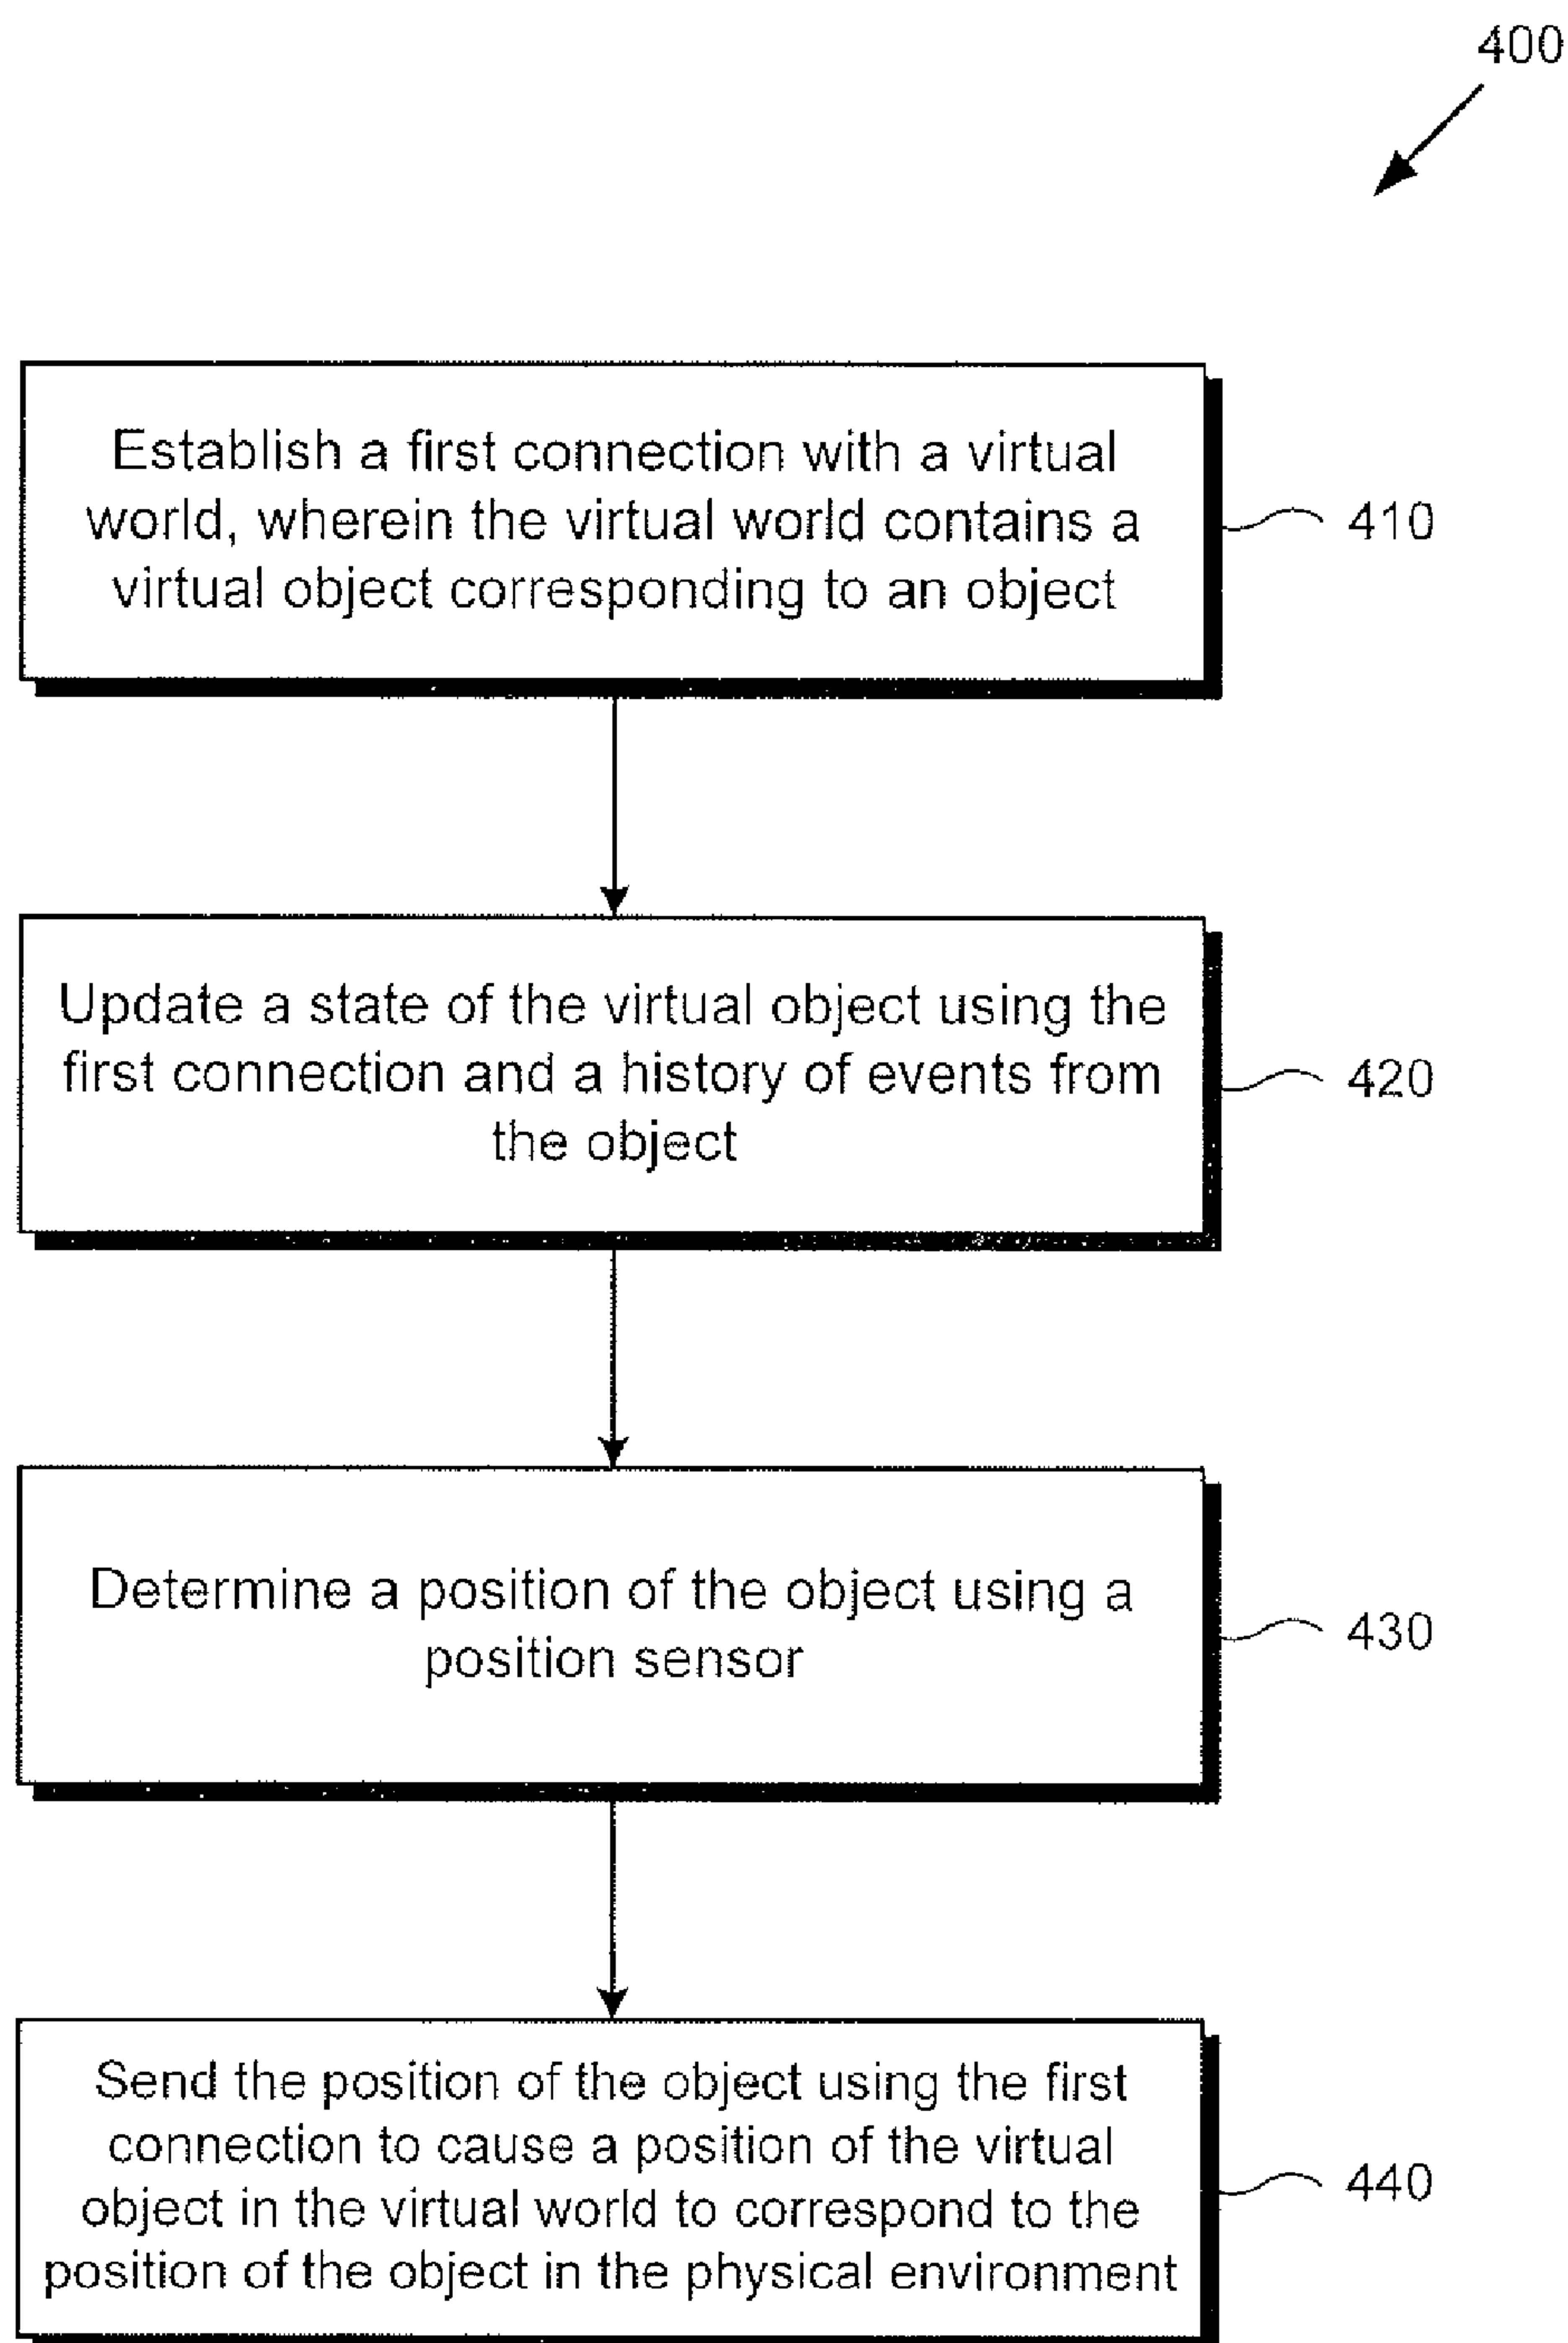 400
Establish a first connection with a virtual
world, wherein the virtual world contains a
virtual object corresponding to an object
410
Update a state of the virtual object using the
first connection and a history of events from
the object
420
Determine a position of the object using a
position sensor
430
Send the position of the object using the first
connection to cause a position of the virtual
object in the virtual world to correspond to the
position of the object in the physical environment
440